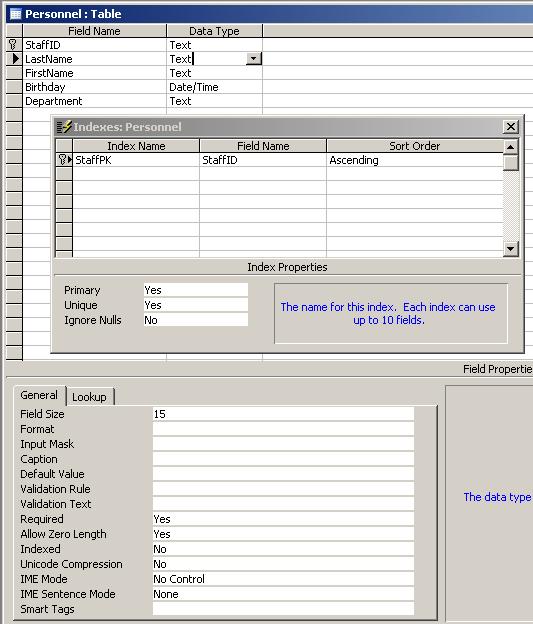 Personnel : Table
Field Name Data Type
StaffID Text
LastName Text
FirstName Text
Birthday Date/Time
Department Text
Indexes: Personnel
Index Name Field Name Sort Order
StaffPK StaffID Ascending
Index Properties
Primary Yes
Unique Yes
Ignore Nulls No
The name for this index. Each index can use
up to 10 fields.
Field Propertie
General Lookup
Field Size 15
Format
Input Mask
Caption
Default Value
Validation Rule
Validation Text
Required Yes
Allow Zero Length Yes
Indexed No
Unicode Compression No
IME Mode No Control
IME Sentence Mode None
Smart Tags
The data type